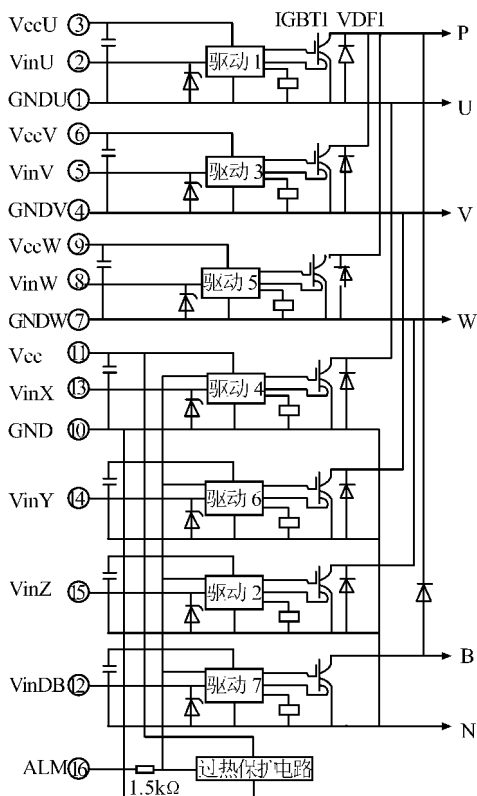 IGBT1 VDF1
VccU ③ P
VinU ② 驱动1
GNDU ① U
VccV ⑥
VinV ⑤ 驱动3
GNDV ④ V
VccW ⑨
VinW ⑧ 驱动5
GNDW ⑦ W
Vcc ⑪
VinX ⑬ 驱动4
GND ⑩
VinY ⑭ 驱动6
VinZ ⑮ 驱动2
B
VinDB ⑫ 驱动7
N
ALM ⑯ 过热保扩电路
1.5kΩ